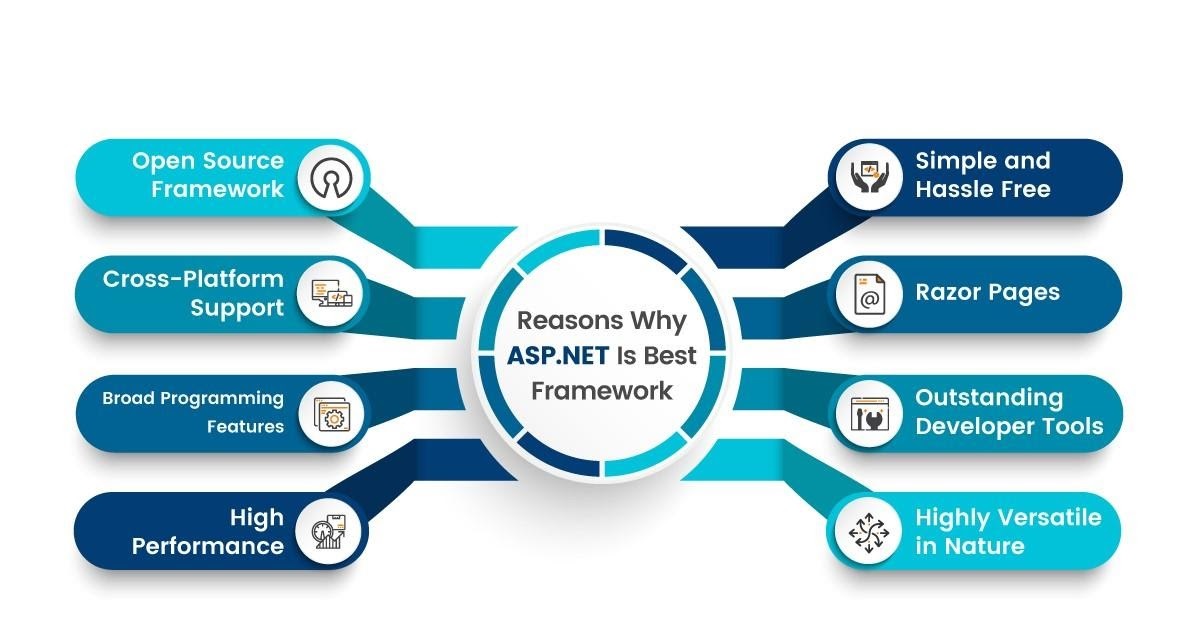 Open Source
Framework
Cross-Platform
Support
Broad Programming
Features
High
Performance
Reasons Why
ASP.NET Is Best
Framework
Simple and
Hassle Free
Razor Pages
Outstanding
Developer Tools
Highly Versatile
in Nature